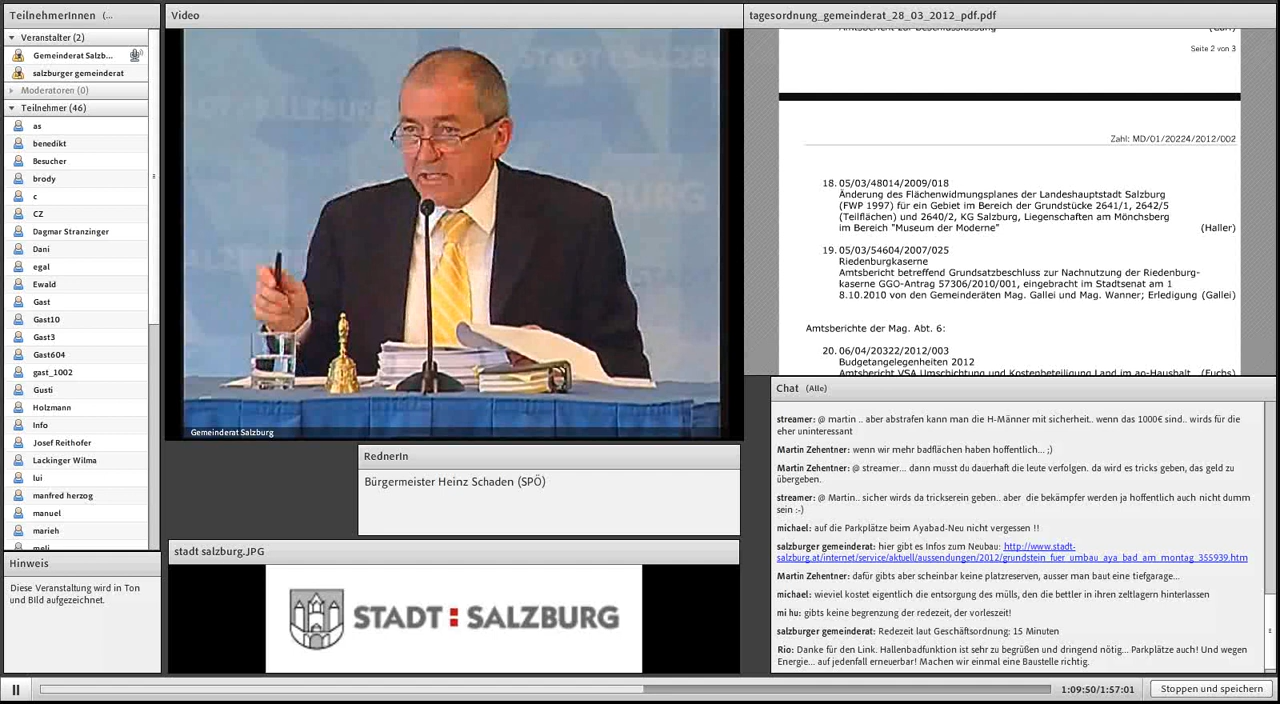 TeilnehmerInnen (...
Veranstalter (2)
Gemeinderat Salzb...
salzburger gemeinderat
Moderatoren (0)
Teilnehmer (46)
as
benedikt
Besucher
brody
c
CZ
Dagmar Stranzinger
Dani
egal
Ewald
Gast
Gast10
Gast3
Gast604
gast_1002
Gusti
Holzmann
Info
Josef Reithofer
Lackinger Wilma
lui
manfred herzog
manuel
marieh
meli
Hinweis
Diese Veranstaltung wird in Ton
und BIld aufgezeichnet.
Video
Gemeinderat Salzburg
RednerIn
Bürgermeister Heinz Schaden (SPÖ)
stadt salzburg.JPG
STADT:SALZBURG
tagesordnung_gemeinderat_28_03_2012_pdf.pdf
Seite 2 von 3
Zahl: MD/01/20224/2012/002
18. 05/03/48014/2009/018
Änderung des Flächenwidmungsplanes der Landeshauptstadt Salzburg
(FWP 1997) für ein Gebiet im Bereich der Grundstücke 2641/1, 2642/5
(Teilflächen) und 2640/2, KG Salzburg, Liegenschaften am Mönchsberg
im Bereich "Museum der Moderne" (Haller)
19. 05/03/54604/2007/025
Riedenburgkaserne
Amtsbericht betreffend Grundsatzbeschluss zur Nachnutzung der Riedenburg-
kaserne GGO-Antrag 57306/2010/001, eingebracht im Stadtsenat am 1
8.10.2010 von den Gemeinderäten Mag. Gallei und Mag. Wanner; Erledigung (Gallei)
Amtsberichte der Mag. Abt. 6:
20. 06/04/20322/2012/003
Budgetangelegenheiten 2012
Amtsbericht VSA Umschichtung und Kostenbeteiligung Land im ao-Haushalt (Fuchs)
Chat (Alle)
streamer: @ martin .. aber abstrafen kann man die H-Männer mit sicherheit.. wenn das 1000€ sind.. wirds für die
eher uninteressant
Martin Zehentner: wenn wir mehr badflächen haben hoffentlich... ;)
Martin Zehentner: @ streamer... dann musst du dauerhaft die leute verfolgen. da wird es tricks geben, das geld zu
übergeben.
streamer: @ Martin.. sicher wirds da trickserein geben.. aber die bekämpfer werden ja hoffentlich auch nicht dumm
sein :-)
michael: auf die Parkplätze beim Ayabad-Neu nicht vergessen !!
salzburger gemeinderat: hier gibt es Infos zum Neubau: http://www.stadt-
salzburg.at/internet/service/aktuell/aussendungen/2012/grundstein_fuer_umbau_aya_bad_am_montag_355939.htm
Martin Zehentner: dafür gibts aber scheinbar keine platzreserven, ausser man baut eine tiefgarage...
michael: wieviel kostet eigentlich die entsorgung des mülls, den die bettler in ihren zeltlagern hinterlassen
mi hu: gibts keine begrenzung der redezeit, der vorleszeit!
salzburger gemeinderat: Redezeit laut Geschäftsordnung: 15 Minuten
Rio: Danke für den Link. Hallenbadfunktion ist sehr zu begrüßen und dringend nötig... Parkplätze auch! Und wegen
Energie... auf jedenfall erneuerbar! Machen wir einmal eine Baustelle richtig.
1:09:50/1:57:01
Stoppen und speichern